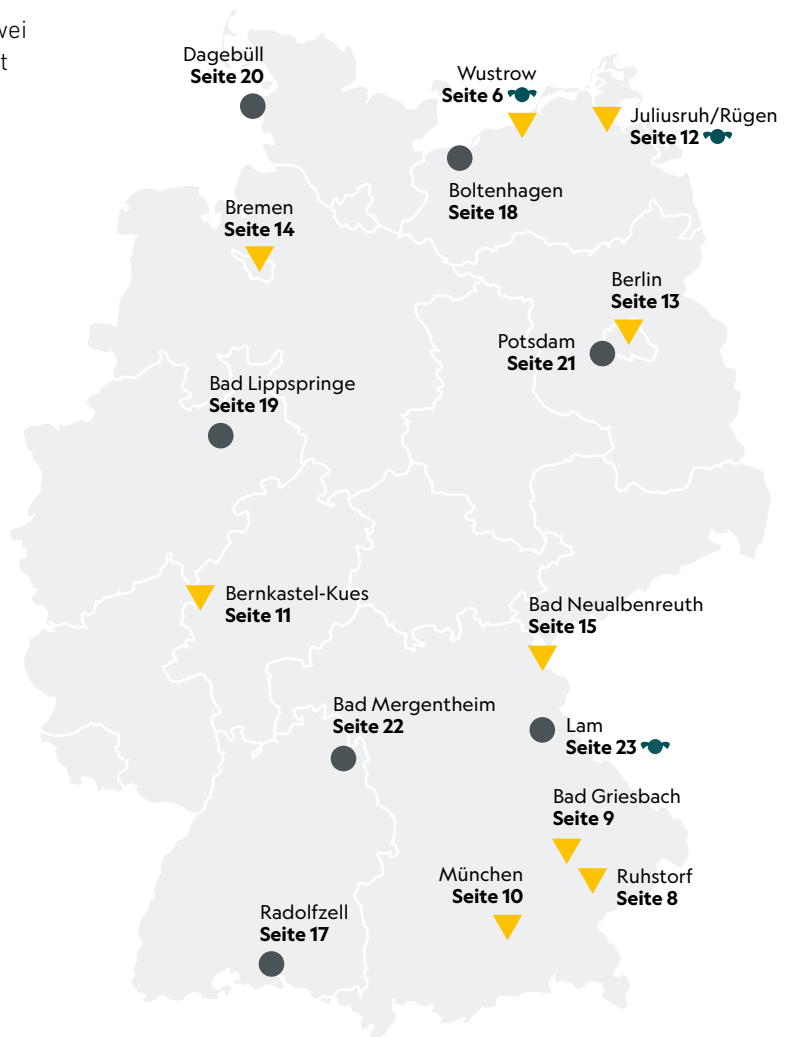 vei
t
Dagebüll
Seite 20
Wustrow
Seite 6
Juliusruh/Rügen
Seite 12
Boltenhagen
Seite 18
Bremen
Seite 14
Berlin
Seite 13
Potsdam
Seite 21
Bad Lippspringe
Seite 19
Bernkastel-Kues
Seite 11
Bad Neualbenreuth
Seite 15
Bad Mergentheim
Seite 22
Lam
Seite 23
Bad Griesbach
Seite 9
München
Seite 10
Ruhstorf
Seite 8
Radolfzell
Seite 17